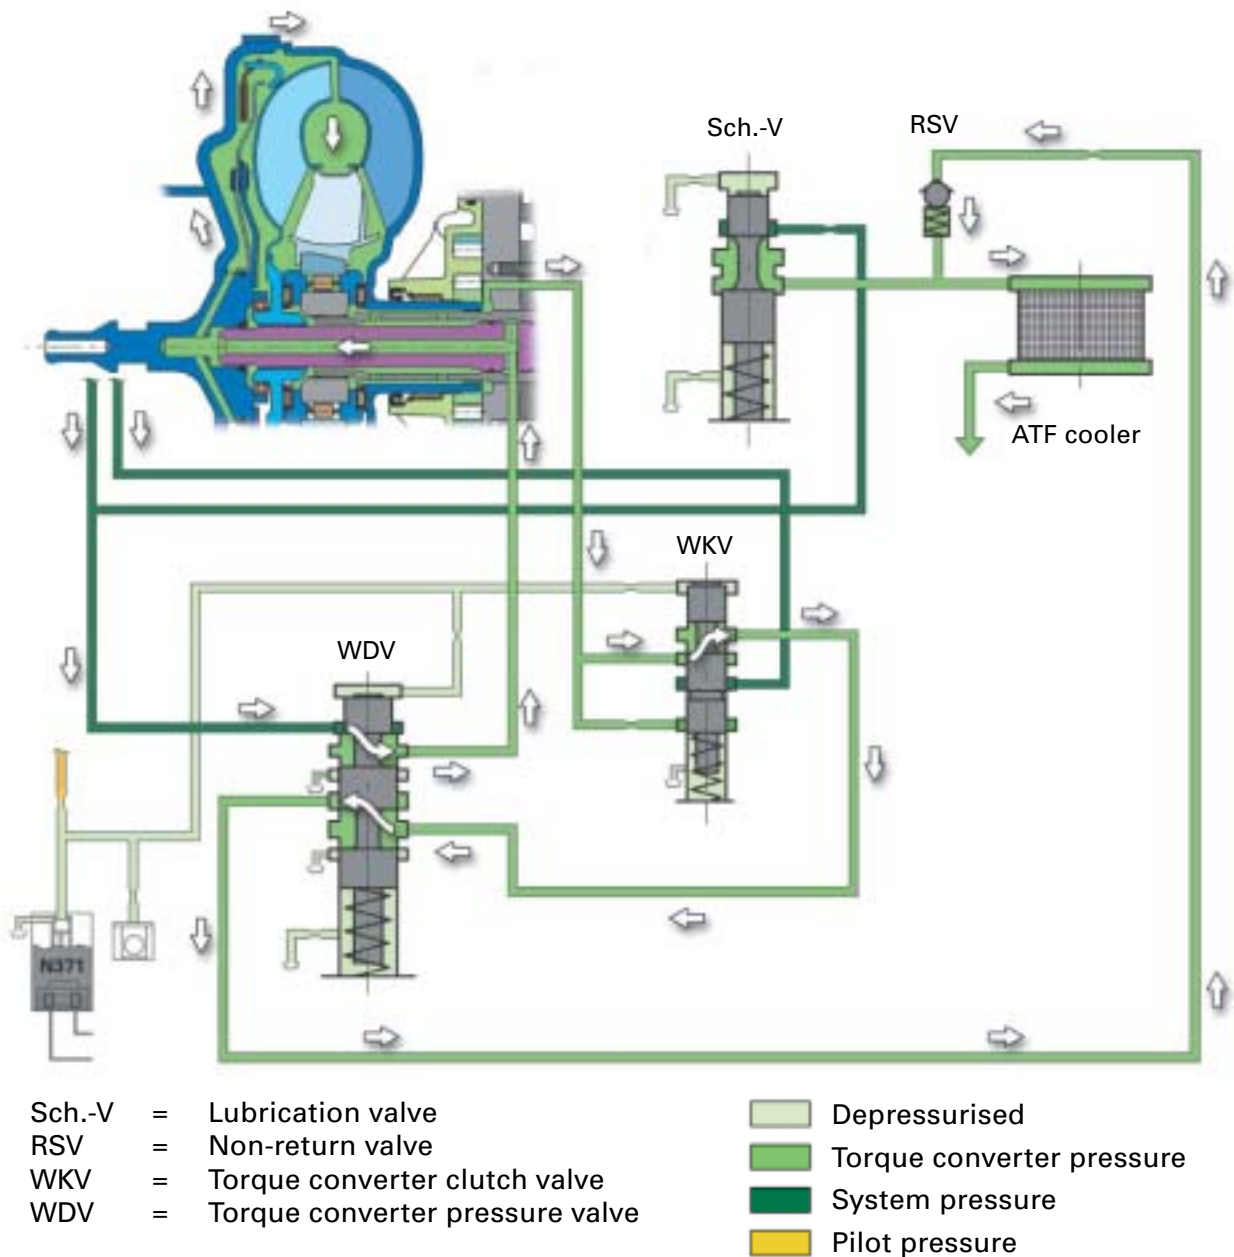 Sch.-V
RSV
ATF cooler
WKV
WDV
N371
Sch.-V = Lubrication valve
RSV = Non-return valve
WKV = Torque converter clutch valve
WDV = Torque converter pressure valve
Depressurised
Torque converter pressure
System pressure
Pilot pressure